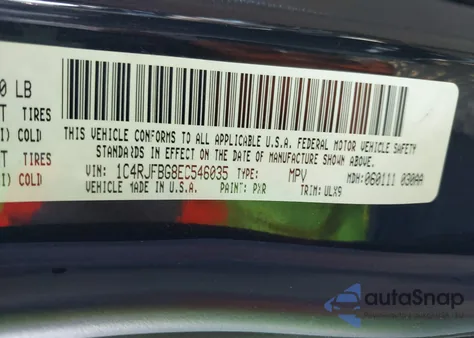 0 LB
T TIRES
I) COLD
T TIRES
I) COLD
THIS VEHICLE CONFORMS TO ALL APPLICABLE U.S.A. FEDERAL MOTOR VEHICLE SAFETY
STANDARDS IN EFFECT ON THE DATE OF MANUFACTURE SHOWN ABOVE.
VIN: 1C4RJFBG8EC546035 TYPE: MPV MDH: 060111 030AA
VEHICLE MADE IN U.S.A. PAINT: PXR TRIM: ULX9
autoSnap